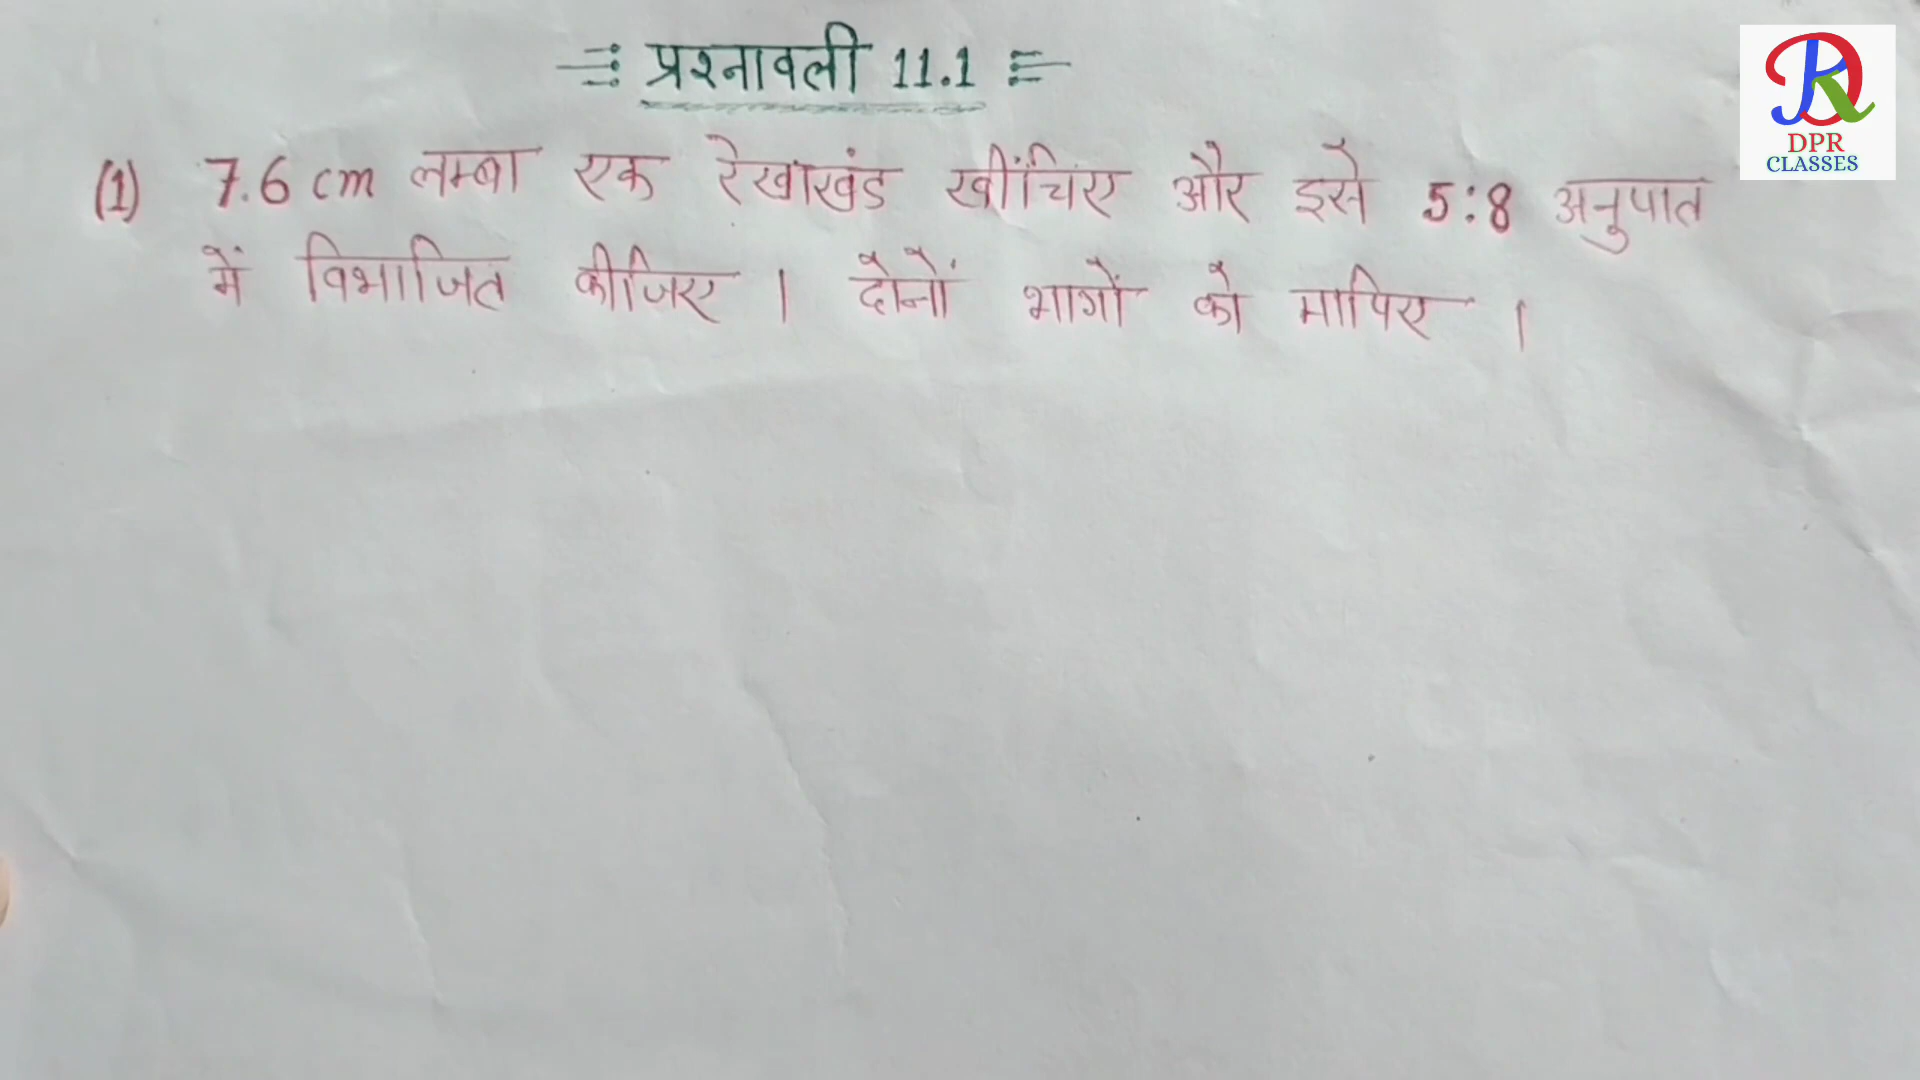 प्रश्नावली 11.1
(1) 7.6 cm लम्बा एक रेखाखंड खींचिए और इसे 5:8 अनुपात
में विभाजित कीजिए । दोनों भागों को मापिए ।
DPR
CLASSES